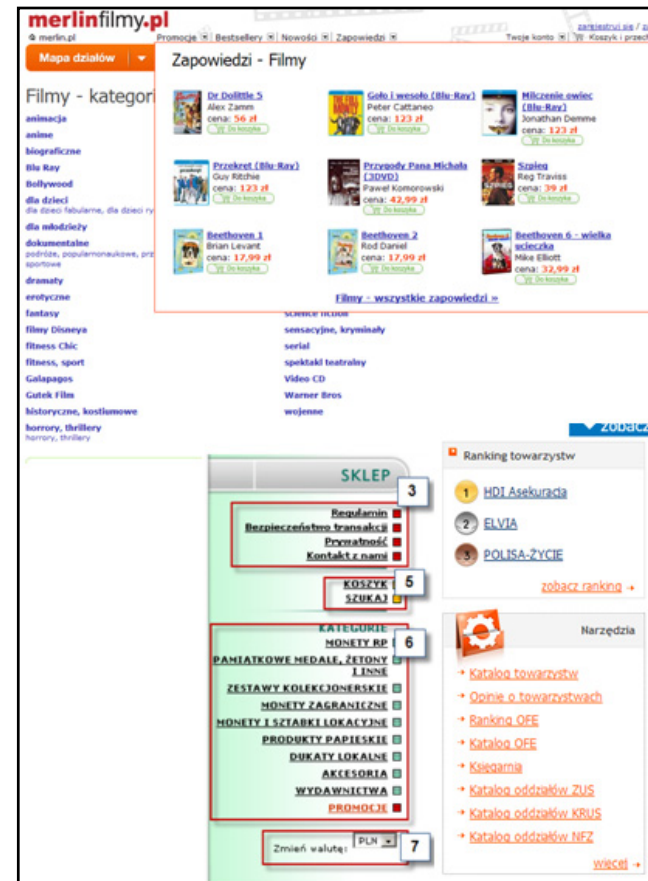 merlinfilmy.pl
merlin.pl
Promocje
Bestsellery
Nowości
Zapowiedzi
zarejestruj się /
Twoje konto
Koszyk i przech
Mapa działów
Zapowiedzi - Filmy
Dr Dolittle 5
Alex Zamm
cena: 56 zł
Do koszyka
Goło i wesoło (Blu-Ray)
Peter Cattaneo
cena: 123 zł
Do koszyka
Milczenie owiec
(Blu-Ray)
Jonathan Demme
cena: 123 zł
Do koszyka
Przekręt (Blu-Ray)
Guy Ritchie
cena: 123 zł
Do koszyka
Przygody Pana Michała
(3DVD)
Paweł Komorowski
cena: 42,99 zł
Do koszyka
Szpieg
Reg Traviss
cena: 39 zł
Do koszyka
Beethoven 1
Brian Levant
cena: 17,99 zł
Do koszyka
Beethoven 2
Rod Daniel
cena: 17,99 zł
Do koszyka
Beethoven 6 - wielka
ucieczka
Mike Elliott
cena: 32,99 zł
Do koszyka
Filmy - wszystkie zapowiedzi »
Filmy - kategori
animacja
anime
biograficzne
Blu Ray
Bollywood
dla dzieci
dla dzieci fabularne, dla dzieci ry
dla młodzieży
dokumentalne
podróże, popularnonaukowe, prz
sportowe
dramaty
erotyczne
fantasy
filmy Disneya
fitness Chic
fitness, sport
Galapagos
Gutek Film
historyczne, kostiumowe
horrory, thrillery
horrory, thrillery
science fiction
sensacyjne, kryminały
serial
spektakl teatralny
Video CD
Warner Bros
wojenne
SKLEP
3
Regulamin
Bezpieczeństwo transakcji
Prywatność
Kontakt z nami
KOSZYK
5
SZUKAJ
KATEGORIE
6
MONETY RP
PAMIĄTKOWE MEDALE, ŻETONY
I INNE
ZESTAWY KOLEKCJONERSKIE
MONETY ZAGRANICZNE
MONETY I SZTABKI LOKACYJNE
PRODUKTY PAPIESKIE
DUKATY LOKALNE
AKCESORIA
WYDAWNICTWA
PROMOCJE
Zmień walutę: PLN
7
zobacz
Ranking towarzystw
1 HDI Asekuracja
2 ELVIA
3 POLISA-ŻYCIE
zobacz ranking
Narzędzia
Katalog towarzystw
Opinie o towarzystwach
Ranking OFE
Katalog OFE
Księgarnia
Katalog oddziałów ZUS
Katalog oddziałów KRUS
Katalog oddziałów NFZ
więcej